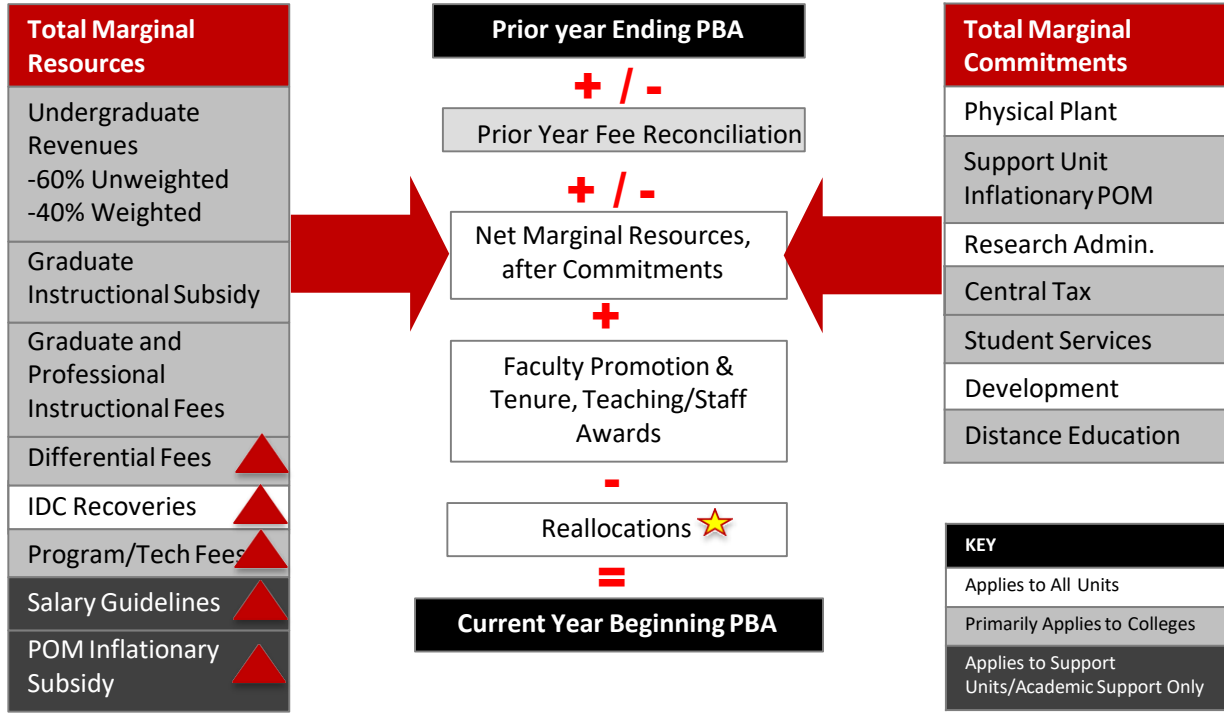 Total Marginal
Resources
Undergraduate
Revenues
-60% Unweighted
-40% Weighted
Graduate
Instructional Subsidy
Graduate and
Professional
Instructional Fees
Differential Fees
IDC Recoveries
Program/Tech Fees
Salary Guidelines
POM Inflationary
Subsidy
Prior year Ending PBA
+ / -
Prior Year Fee Reconciliation
+ / -
Net Marginal Resources,
after Commitments
+
Faculty Promotion &
Tenure, Teaching/Staff
Awards
-
Reallocations
=
Current Year Beginning PBA
Total Marginal
Commitments
Physical Plant
Support Unit
Inflationary POM
Research Admin.
Central Tax
Student Services
Development
Distance Education
KEY
Applies to All Units
Primarily Applies to Colleges
Applies to Support
Units/Academic Support Only